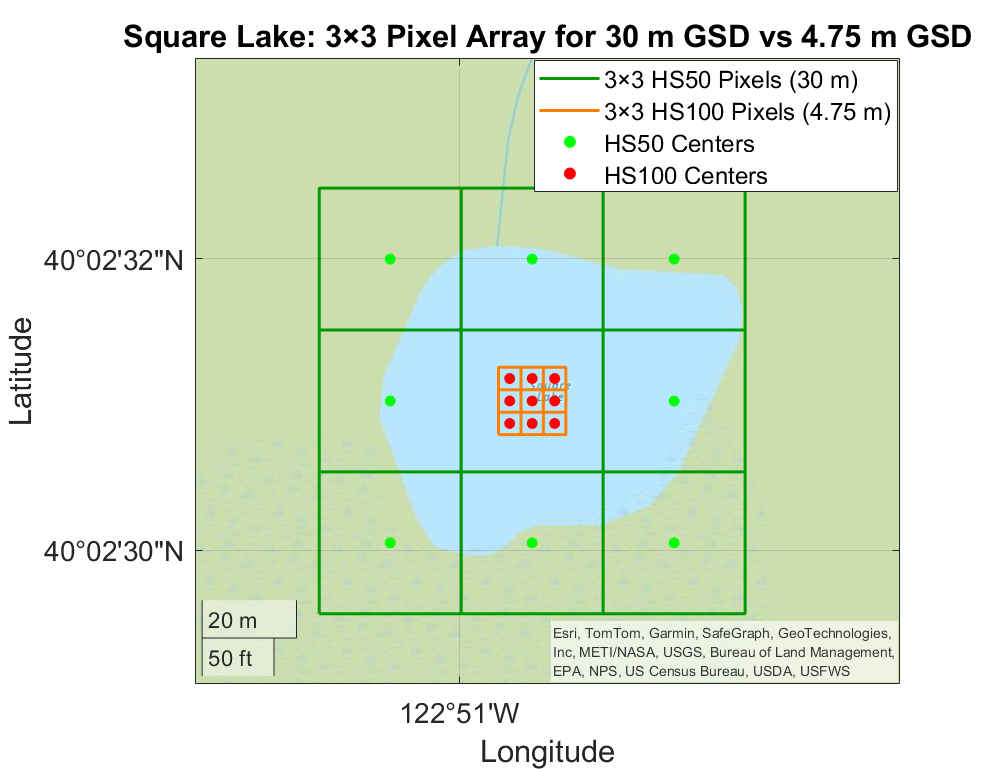 Square Lake: 3×3 Pixel Array for 30 m GSD vs 4.75 m GSD
3×3 HS50 Pixels (30 m)
3×3 HS100 Pixels (4.75 m)
HS50 Centers
HS100 Centers
40°02'32"N
Latitude
Square
Lake
40°02'30"N
20 m
50 ft
Esri, TomTom, Garmin, SafeGraph, GeoTechnologies,
Inc, METI/NASA, USGS, Bureau of Land Management,
EPA, NPS, US Census Bureau, USDA, USFWS
122°51'W
Longitude